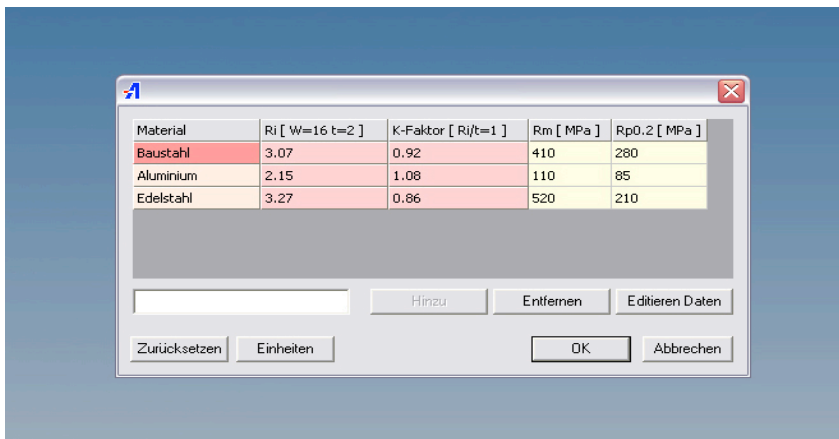 Material Ri [ W=16 t=2 ] K-Faktor [ Ri/t=1 ] Rm [ MPa ] Rp0.2 [ MPa ]
Baustahl 3.07 0.92 410 280
Aluminium 2.15 1.08 110 85
Edelstahl 3.27 0.86 520 210
Hinzu Entfernen Editieren Daten
Zurücksetzen Einheiten OK Abbrechen